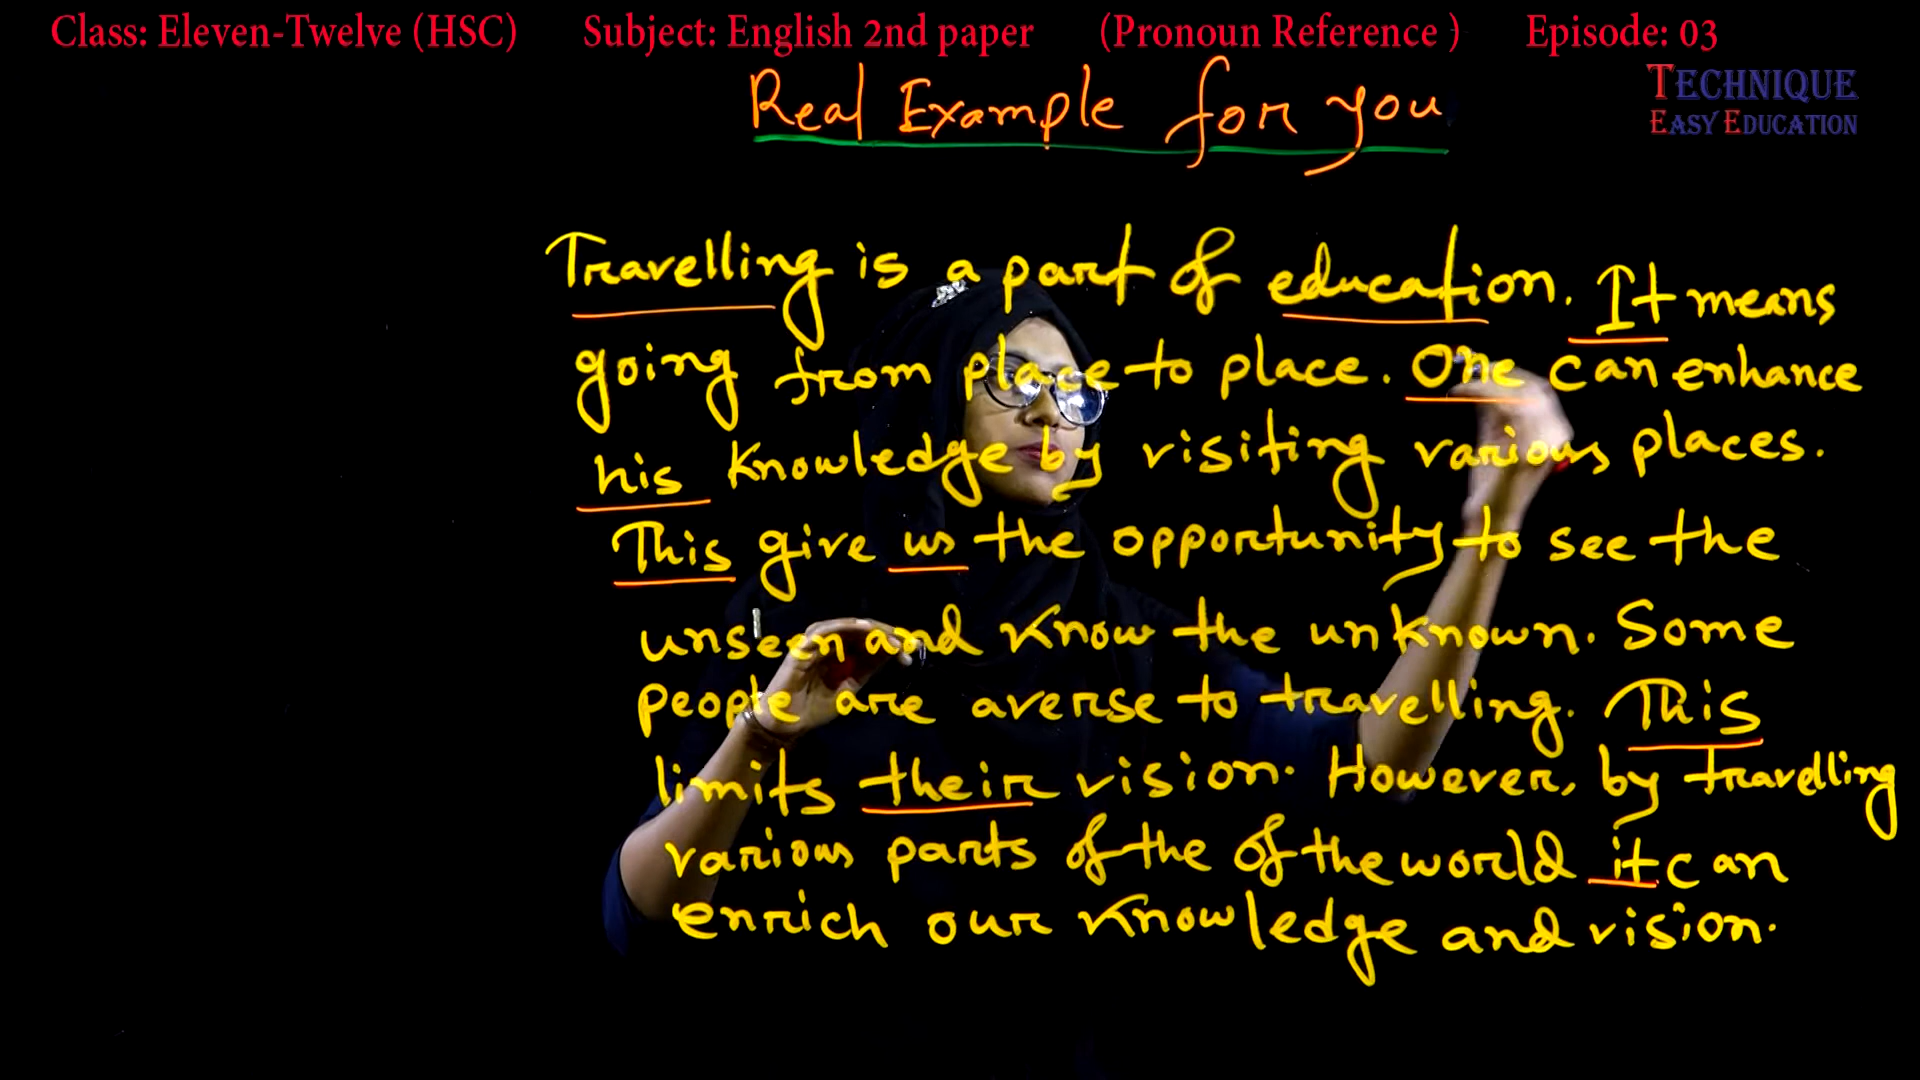 Class: Eleven-Twelve (HSC) Subject: English 2nd paper (Pronoun Reference ) Episode: 03
TECHNIQUE
EASY EDUCATION
Real Example for you
Travelling is a part of education. It means
going from place to place. One can enhance
his knowledge by visiting various places.
This give us the opportunity to see the
unseen and know the unknown. Some
people are averse to travelling. This
limits their vision. However, by travelling
various parts of the of the world it can
enrich our knowledge and vision.